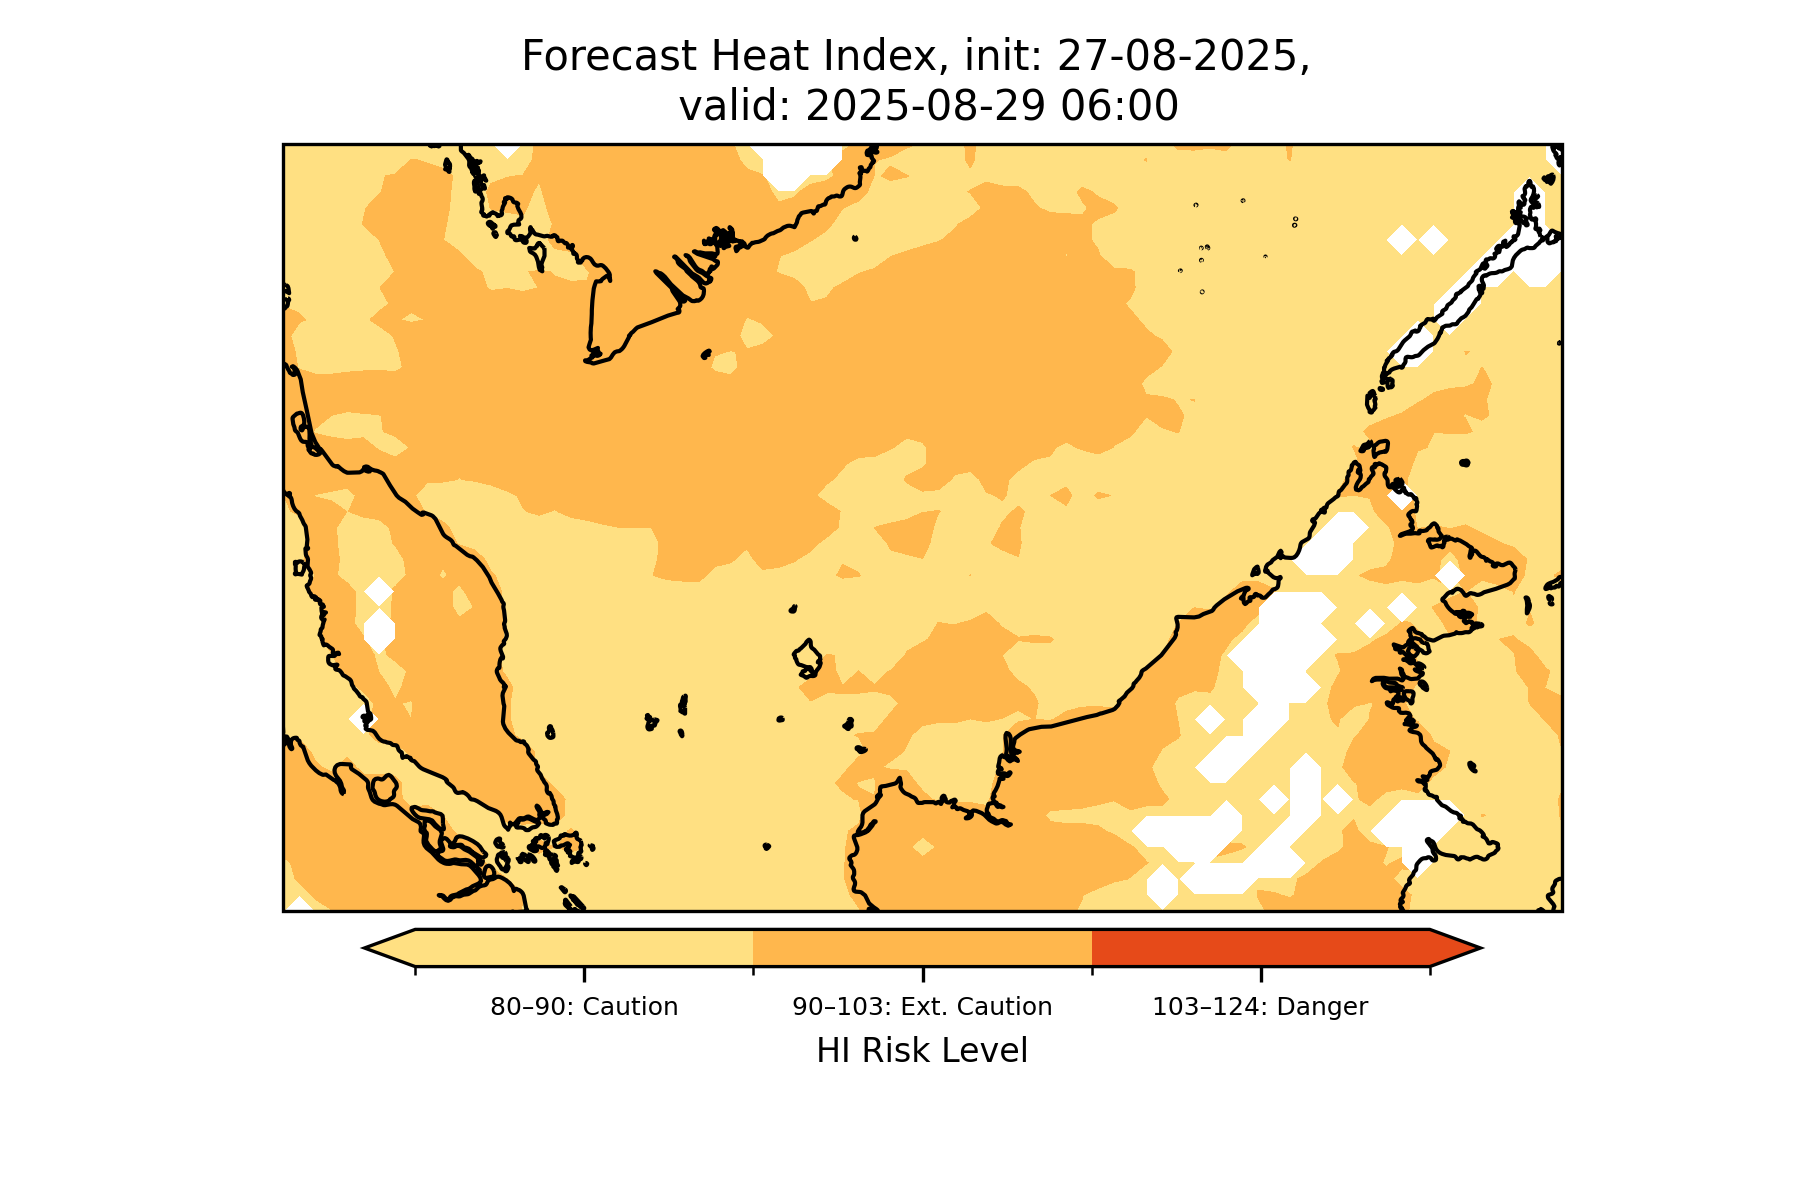 Forecast Heat Index, init: 27-08-2025,
valid: 2025-08-29 06:00
80–90: Caution
90–103: Ext. Caution
103–124: Danger
HI Risk Level